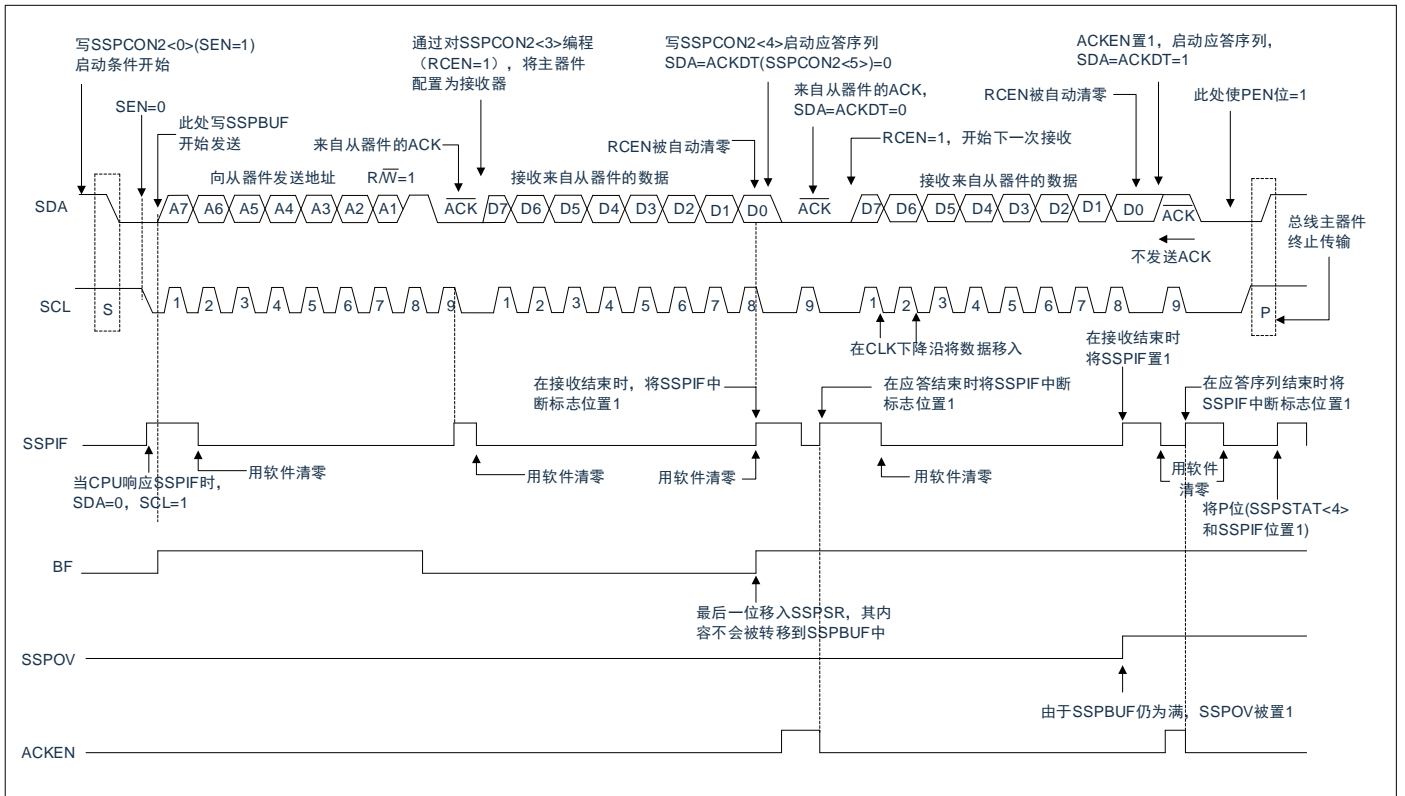 写SSPCON2<0>(SEN=1)
启动条件开始
SEN=0
此处写SSPBUF
开始发送
通过对SSPCON2<3>编程
（RCEN=1），将主器件
配置为接收器
来自从器件的ACK
写SSPCON2<4>启动应答序列
SDA=ACKDT(SSPCON2<5>)=0
来自从器件的ACK，
SDA=ACKDT=0
RCEN被自动清零
RCEN=1，开始下一次接收
ACKEN置1，启动应答序列，
SDA=ACKDT=1
RCEN被自动清零
此处使PEN位=1
向从器件发送地址
R/W=1
接收来自从器件的数据
接收来自从器件的数据
SDA
A7 A6 A5 A4 A3 A2 A1 ACK D7 D6 D5 D4 D3 D2 D1 D0 ACK D7 D6 D5 D4 D3 D2 D1 D0 ACK
不发送ACK
总线主器件
终止传输
SCL
S 1 2 3 4 5 6 7 8 9 1 2 3 4 5 6 7 8 9 1 2 3 4 5 6 7 8 9 P
在CLK下降沿将数据移入
在接收结束时
将SSPIF置1
在接收结束时，将SSPIF中
断标志位置1
在应答结束时将SSPIF中断
标志位置1
在应答序列结束时将
SSPIF中断标志位置1
SSPIF
当CPU响应SSPIF时，
SDA=0，SCL=1
用软件清零
用软件清零
用软件清零
用软件清零
用软件
清零
将P位(SSPSTAT<4>
和SSPIF位置1)
BF
最后一位移入SSPSR，其内
容不会被转移到SSPBUF中
SSPOV
由于SSPBUF仍为满，SSPOV被置1
ACKEN